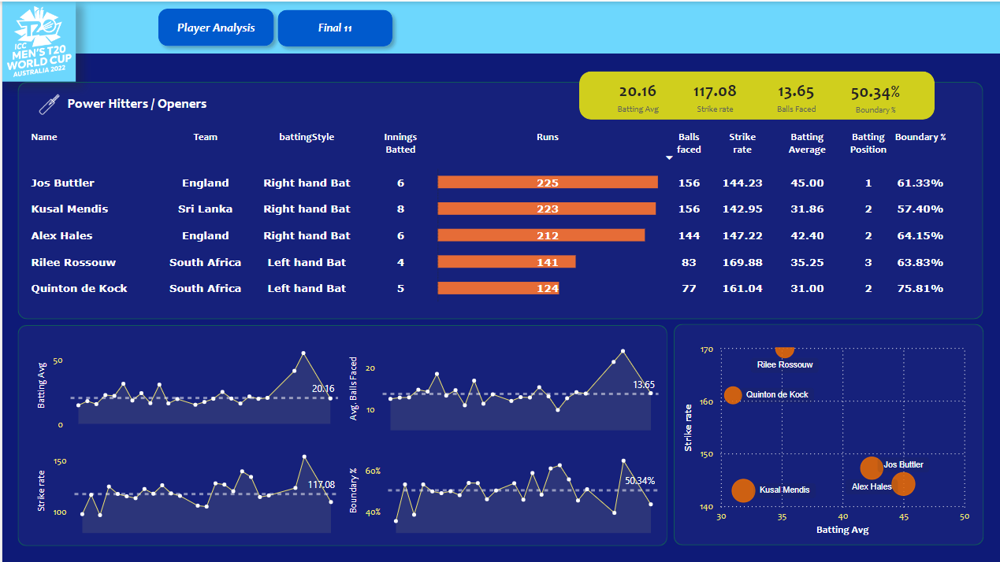 T20
ICC
MEN'S T20
WORLD CUP
AUSTRALIA 2022
Player Analysis
Final 11
Power Hitters / Openers
20.16 117.08 13.65 50.34%
Batting Avg Strike rate Balls Faced Boundary %
Name Team battingStyle Innings Batted Runs Balls faced Strike rate Batting Average Batting Position Boundary %
Jos Buttler England Right hand Bat 6 225 156 144.23 45.00 1 61.33%
Kusal Mendis Sri Lanka Right hand Bat 8 223 156 142.95 31.86 2 57.40%
Alex Hales England Right hand Bat 6 212 144 147.22 42.40 2 64.15%
Rilee Rossouw South Africa Left hand Bat 4 141 83 169.88 35.25 3 63.83%
Quinton de Kock South Africa Left hand Bat 5 124 77 161.04 31.00 2 75.81%
Batting Avg
50
0
20.16
Avg. Balls Faced
20
10
13.65
Strike rate
150
100
117.08
Boundary %
60%
40%
50.34%
Strike rate
170
160
150
140
Rilee Rossouw
Quinton de Kock
Jos Buttler
Alex Hales
Kusal Mendis
30 35 40 45 50
Batting Avg